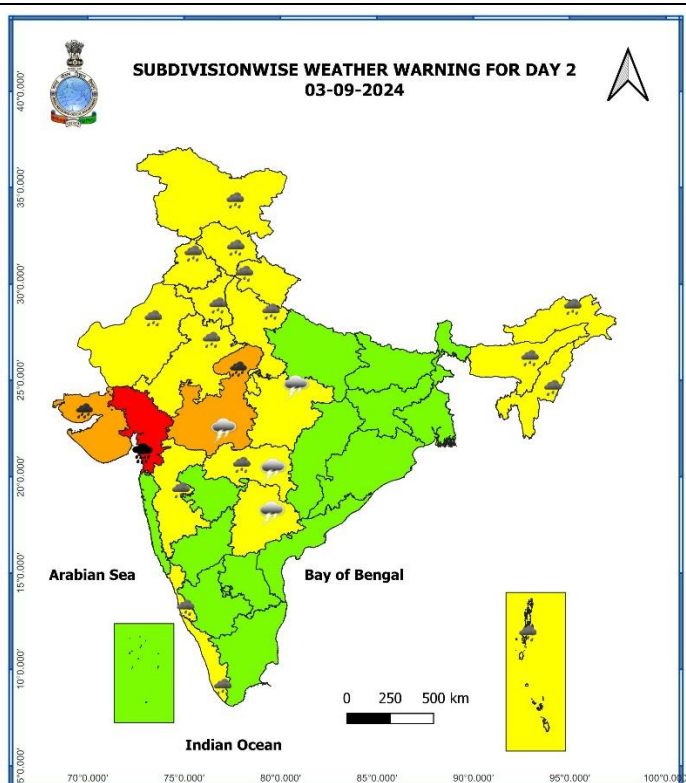 SUBDIVISIONWISE WEATHER WARNING FOR DAY 2
03-09-2024
40°0.000'
35°0.000'
30°0.000'
25°0.000'
20°0.000'
15°0.000'
10°0.000'
5°0.000'
Arabian Sea
Bay of Bengal
0 250 500 km
Indian Ocean
70°0.000' 75°0.000' 80°0.000' 85°0.000' 90°0.000' 95°0.000' 100°0.0